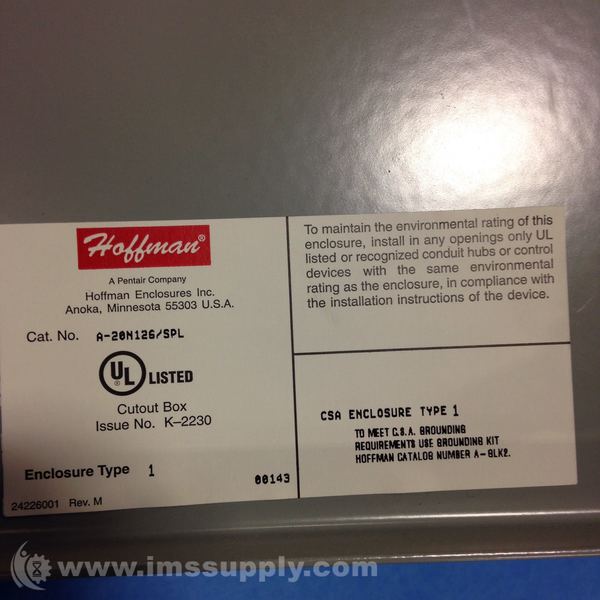 Hoffman®
A Pentair Company
Hoffman Enclosures Inc.
Anoka, Minnesota 55303 U.S.A.
Cat. No. A-20N126/SPL
UL LISTED
Cutout Box
Issue No. K-2230
Enclosure Type 1
00143
24226001 Rev. M
To maintain the environmental rating of this
enclosure, install in any openings only UL
listed or recognized conduit hubs or control
devices with the same environmental
rating as the enclosure, in compliance with
the installation instructions of the device.
CSA ENCLOSURE TYPE 1
TO MEET C.S.A. GROUNDING
REQUIREMENTS USE GROUNDING KIT
HOFFMAN CATALOG NUMBER A-GLK2.
www.imssupply.com